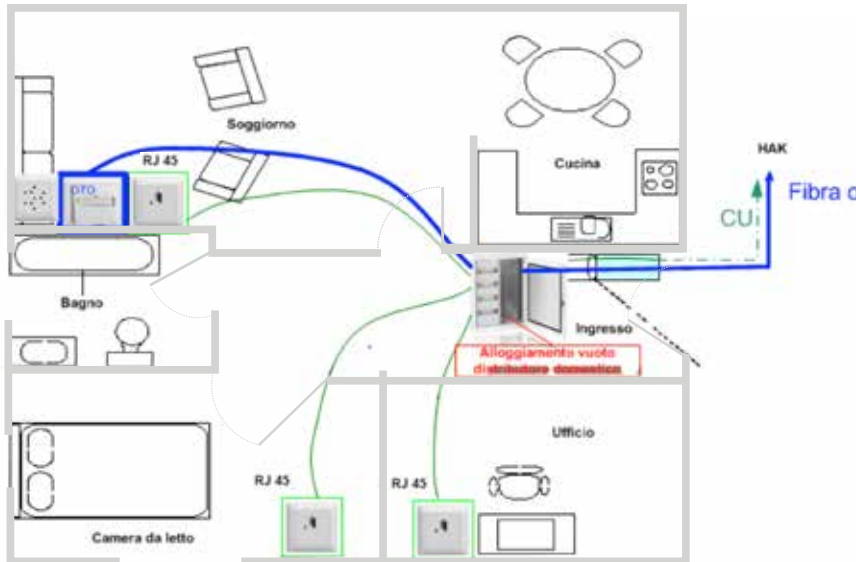 Soggiorno
RJ 45
OTO
Cucina
HAK
Fibra o
CU
Bagno
Ingresso
Alloggiamento vuoto
distributore domestico
Ufficio
RJ 45
RJ 45
Camera da letto